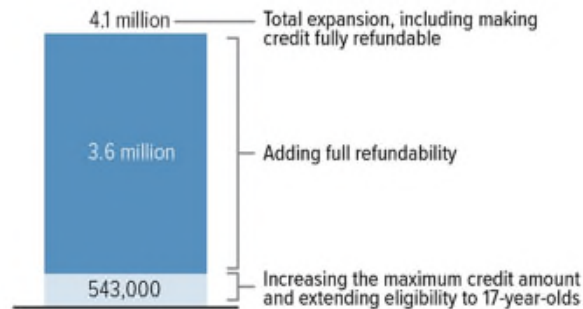 4.1 million
Total expansion, including making
credit fully refundable
3.6 million
Adding full refundability
543,000
Increasing the maximum credit amount
and extending eligibility to 17-year-olds